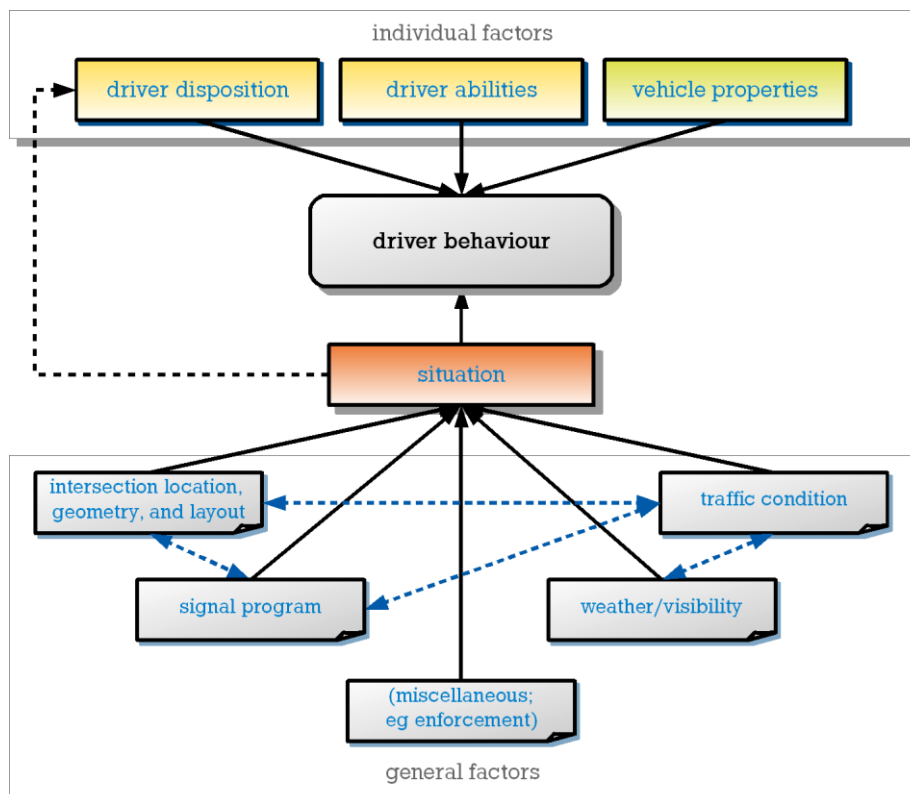 individual factors
driver disposition
driver abilities
vehicle properties
driver behaviour
situation
intersection location,
geometry, and layout
traffic condition
signal program
weather/visibility
(miscellaneous;
eg enforcement)
general factors